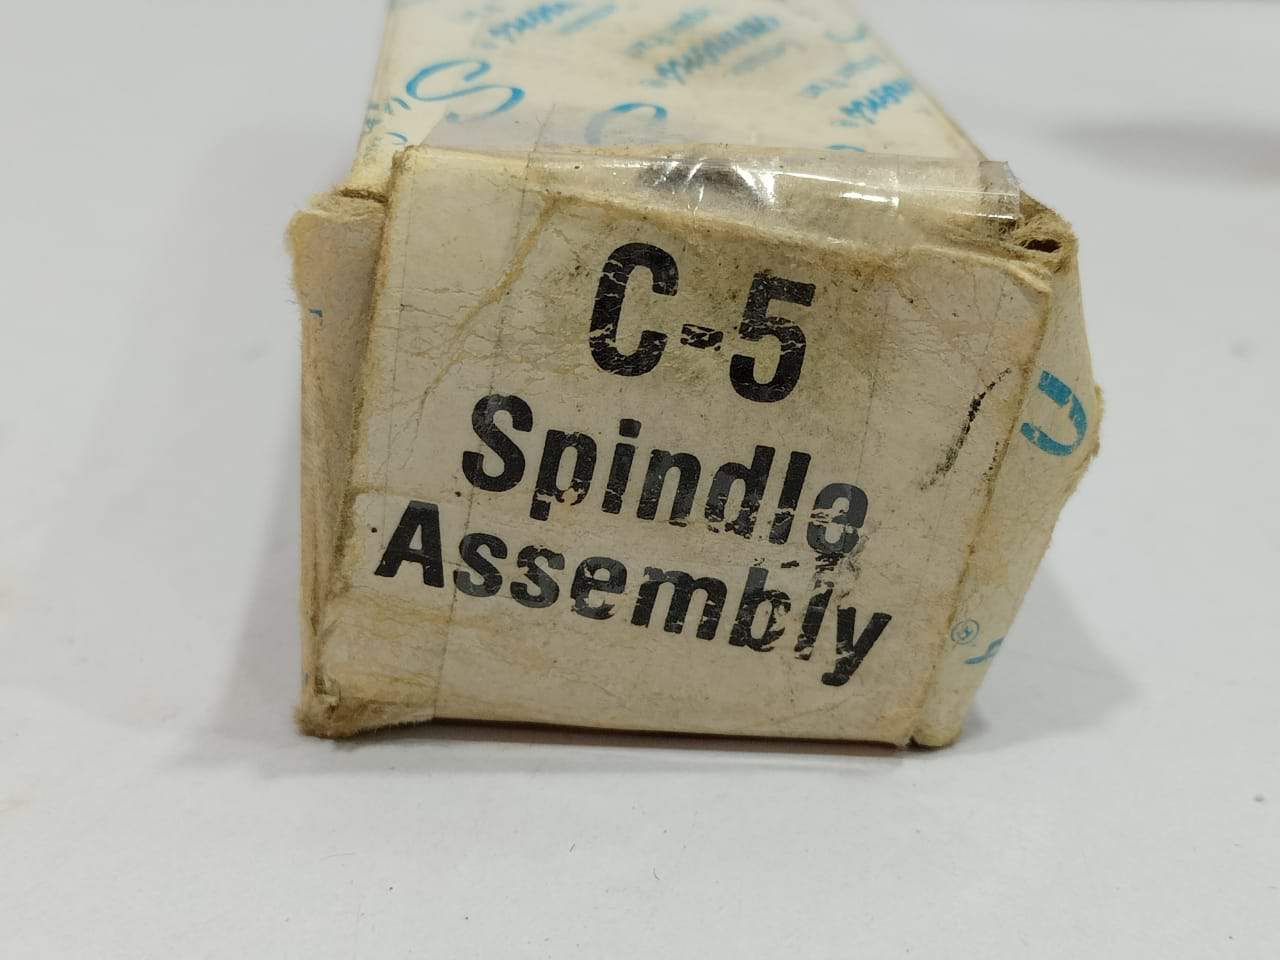 C-5
Spindle
Assembly
®